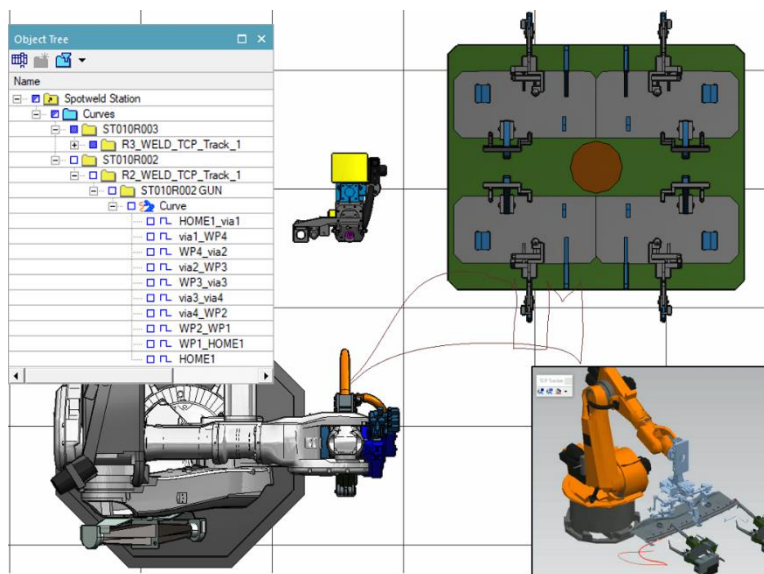 Object Tree
Name
Spotweld Station
Curves
ST010R003
R3_WELD_TCP_Track_1
ST010R002
R2_WELD_TCP_Track_1
ST010R002 GUN
Curve
HOME1_via1
via1_WP4
WP4_via2
via2_WP3
WP3_via3
via3_via4
via4_WP2
WP2_WP1
WP1_HOME1
HOME1